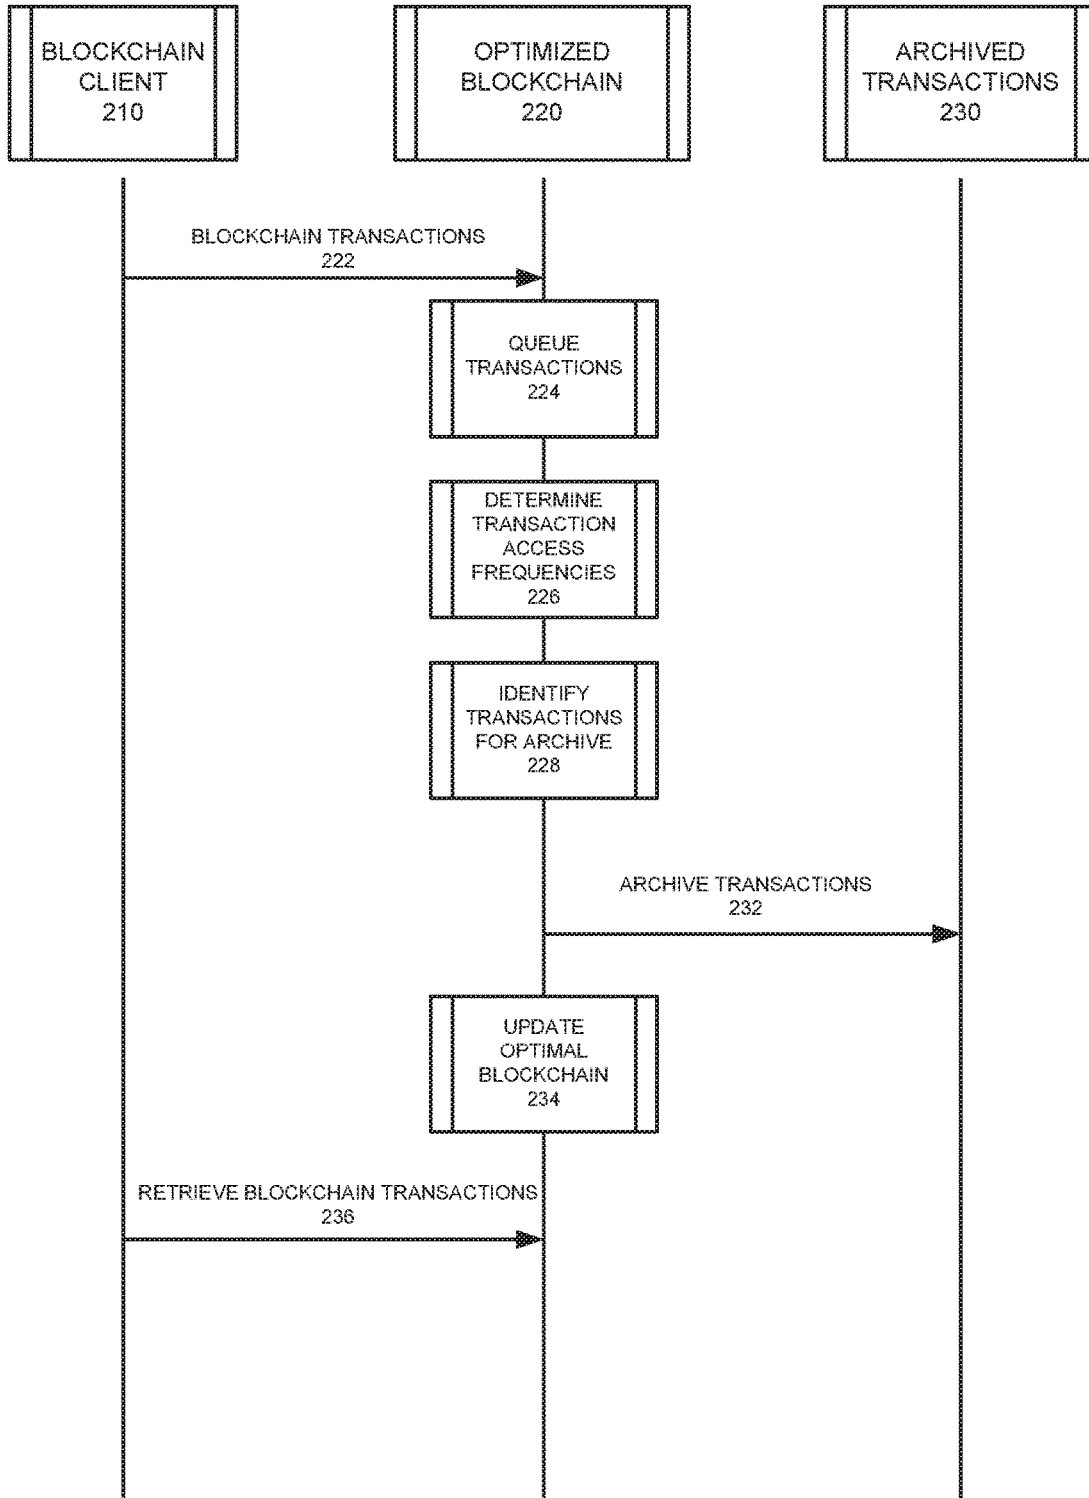 BLOCKCHAIN
CLIENT
210
OPTIMIZED
BLOCKCHAIN
220
ARCHIVED
TRANSACTIONS
230
BLOCKCHAIN TRANSACTIONS
222
QUEUE
TRANSACTIONS
224
DETERMINE
TRANSACTION
ACCESS
FREQUENCIES
226
IDENTIFY
TRANSACTIONS
FOR ARCHIVE
228
ARCHIVE TRANSACTIONS
232
UPDATE
OPTIMAL
BLOCKCHAIN
234
RETRIEVE BLOCKCHAIN TRANSACTIONS
236